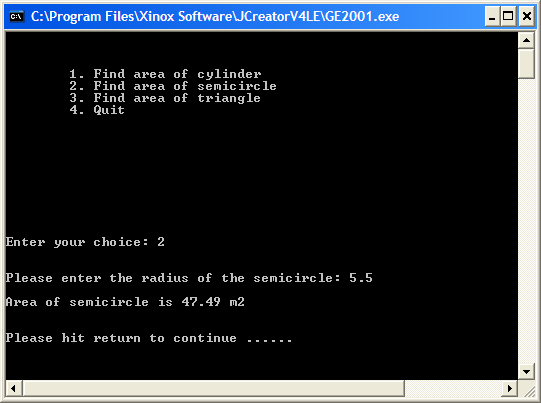 C:\Program Files\Xinox Software\JCreatorV4LE\GE2001.exe
1. Find area of cylinder
2. Find area of semicircle
3. Find area of triangle
4. Quit
Enter your choice: 2
Please enter the radius of the semicircle: 5.5
Area of semicircle is 47.49 m2
Please hit return to continue ......